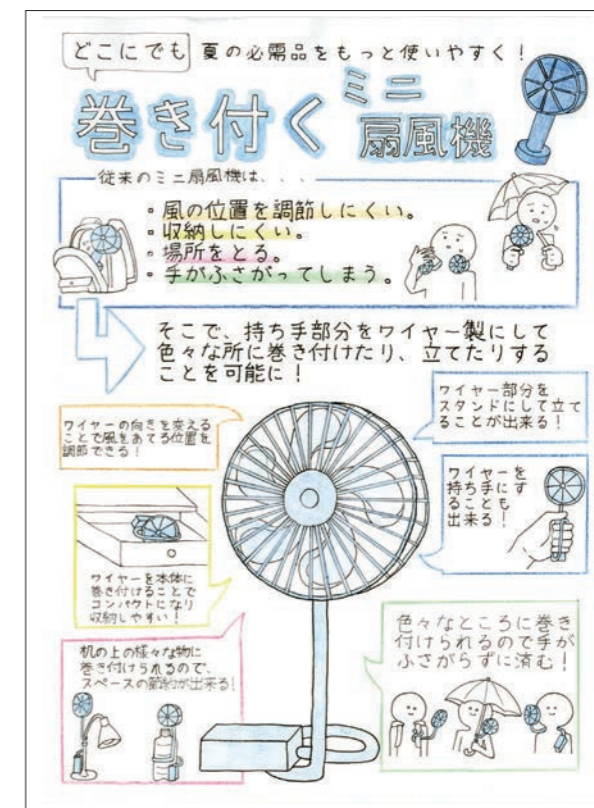 どこにでも 夏の必需品をもっと使いやすく!
巻き付くミニ扇風機
従来のミニ扇風機は、、、
・風の位置を調節しにくい。
・収納しにくい。
・場所をとる。
・手がふさがってしまう。
そこで、持ち手部分をワイヤー製にして
色々な所に巻き付けたり、立てたりする
ことを可能に!
ワイヤーの向きを変える
ことで風をあてる位置を
調節できる!
ワイヤー部分を
スタンドにして立て
ることが出来る!
ワイヤーを
持ち手にす
ることも
出来る!
ワイヤーを本体に
巻き付けることで
コンパクトになり
収納しやすい!
机の上の様々な物に
巻き付けられるので、
スペースの節約が出来る!
色々なところに巻き
付けられるので手が
ふさがらずに済む!